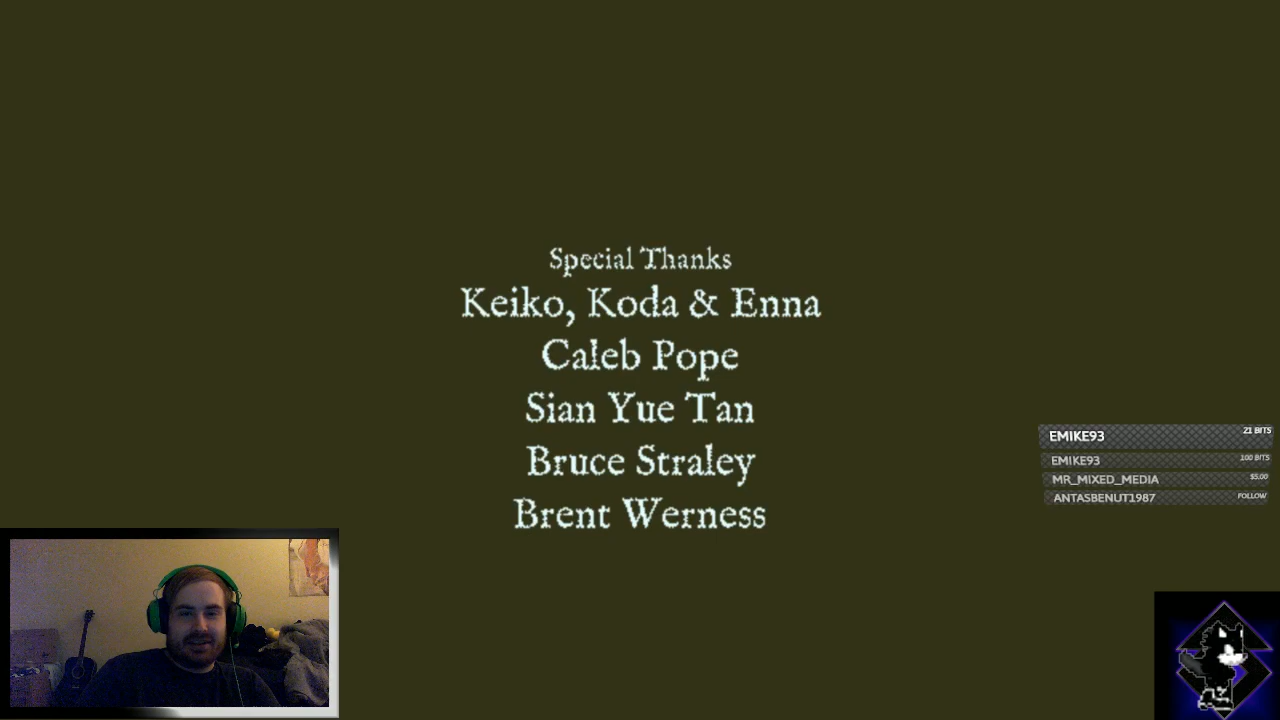 Special Thanks
Keiko, Koda & Enna
Caleb Pope
Sian Yue Tan
Bruce Straley
Brent Werness
EMIKE93 21 BITS
EMIKE93 100 BITS
MR_MIXED_MEDIA $5.00
ANTASBENUT1987 FOLLOW